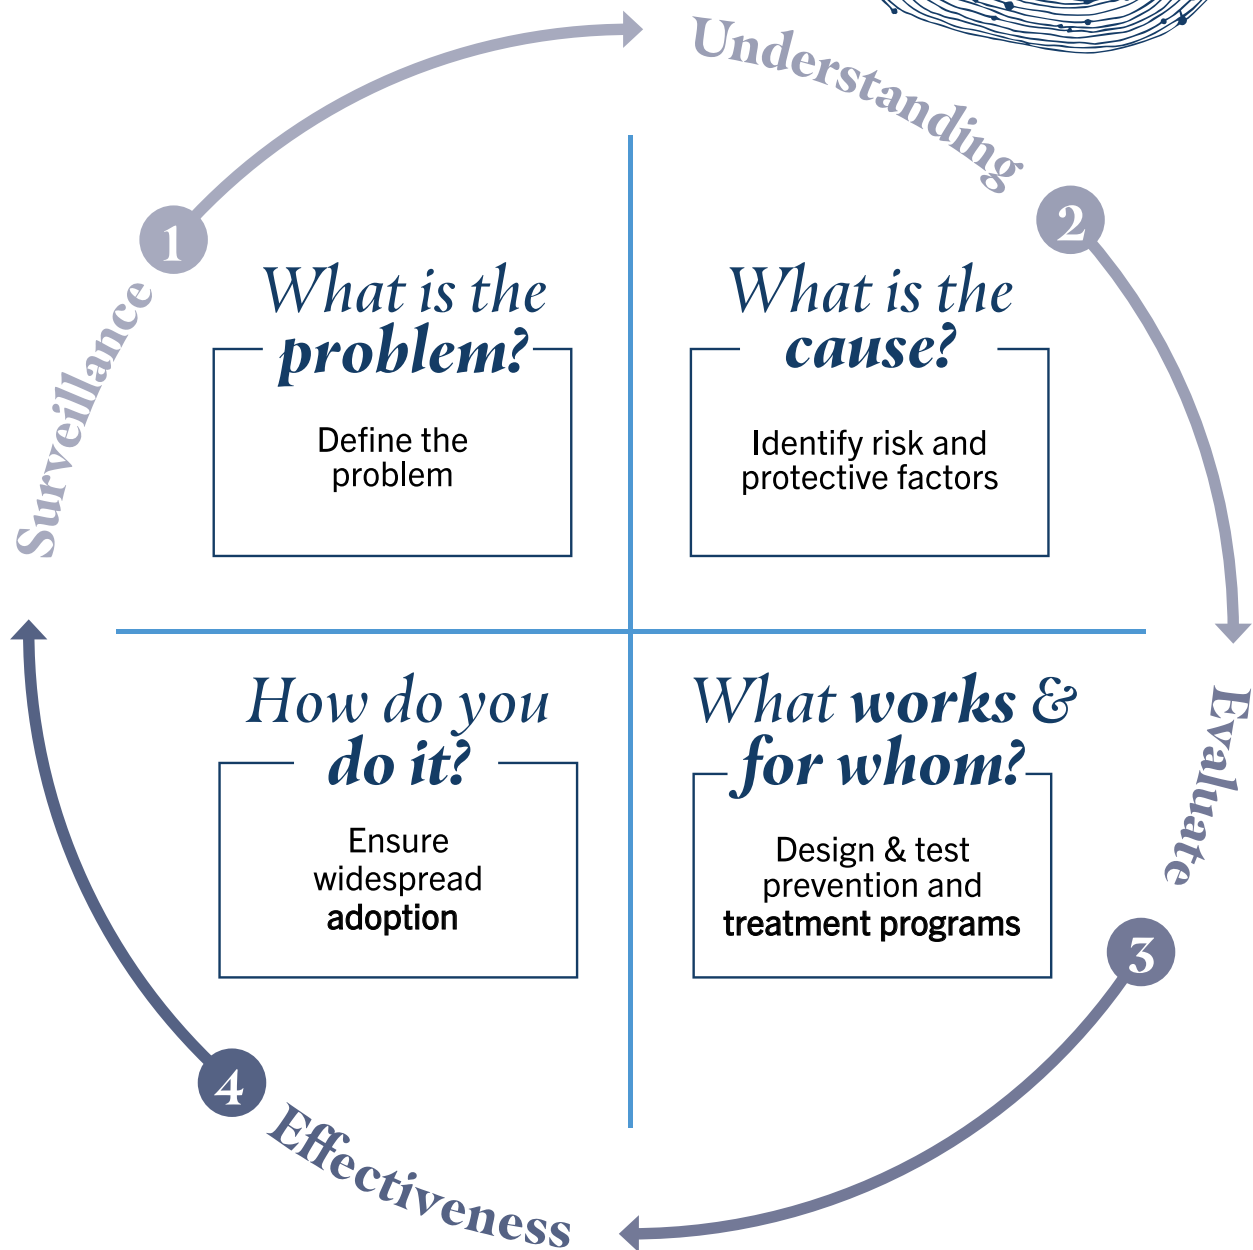 Surveillance
1
What is the
problem?
Define the
problem
Understanding
2
What is the
cause?
Identify risk and
protective factors
Evaluate
3
What works &
for whom?
Design & test
prevention and
treatment programs
Effectiveness
4
How do you
do it?
Ensure
widespread
adoption